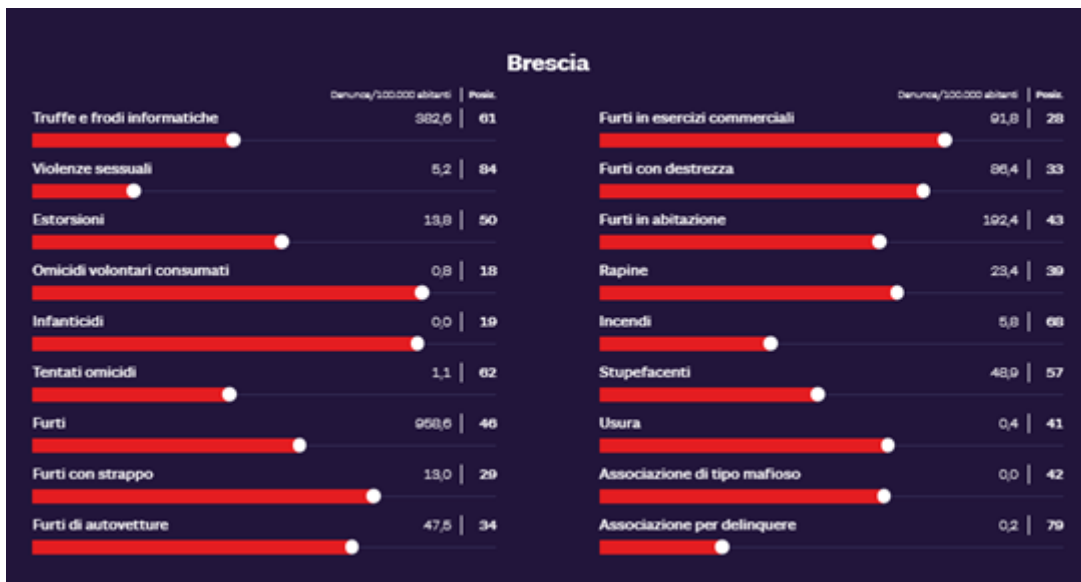 Brescia
Denunce/100.000 abitanti | Posiz.
Truffe e frodi informatiche 382,6 | 61
Violenze sessuali 5,2 | 84
Estorsioni 13,8 | 50
Omicidi volontari consumati 0,8 | 18
Infanticidi 0,0 | 19
Tentati omicidi 1,1 | 62
Furti 958,6 | 46
Furti con strappo 13,0 | 29
Furti di autovetture 47,5 | 34
Denunce/100.000 abitanti | Posiz.
Furti in esercizi commerciali 91,8 | 28
Furti con destrezza 86,4 | 33
Furti in abitazione 192,4 | 43
Rapine 23,4 | 39
Incendi 5,8 | 68
Stupefacenti 48,9 | 57
Usura 0,4 | 41
Associazione di tipo mafioso 0,0 | 42
Associazione per delinquere 0,2 | 79